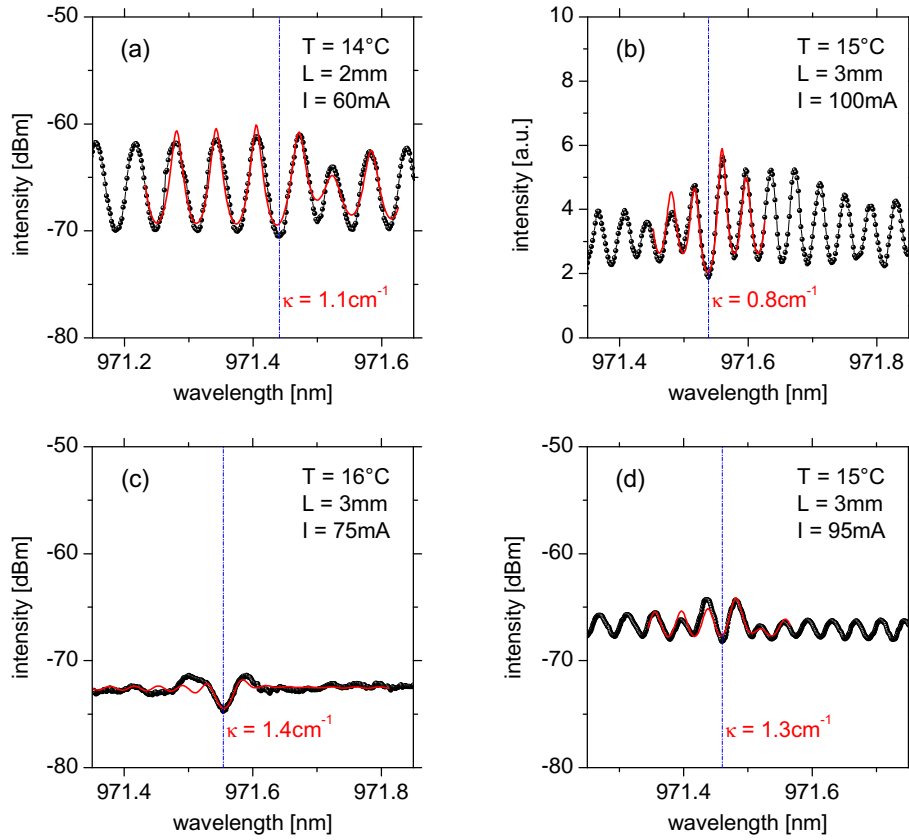 (a)
T = 14°C
L = 2mm
I = 60mA
κ = 1.1cm⁻¹
intensity [dBm]
-50
-60
-70
-80
971.2 971.4 971.6
wavelength [nm]
(b)
T = 15°C
L = 3mm
I = 100mA
κ = 0.8cm⁻¹
intensity [a.u.]
10
8
6
4
2
0
971.4 971.6 971.8
wavelength [nm]
(c)
T = 16°C
L = 3mm
I = 75mA
κ = 1.4cm⁻¹
intensity [dBm]
-50
-60
-70
-80
971.4 971.6 971.8
wavelength [nm]
(d)
T = 15°C
L = 3mm
I = 95mA
κ = 1.3cm⁻¹
intensity [dBm]
-50
-60
-70
-80
971.4 971.6
wavelength [nm]